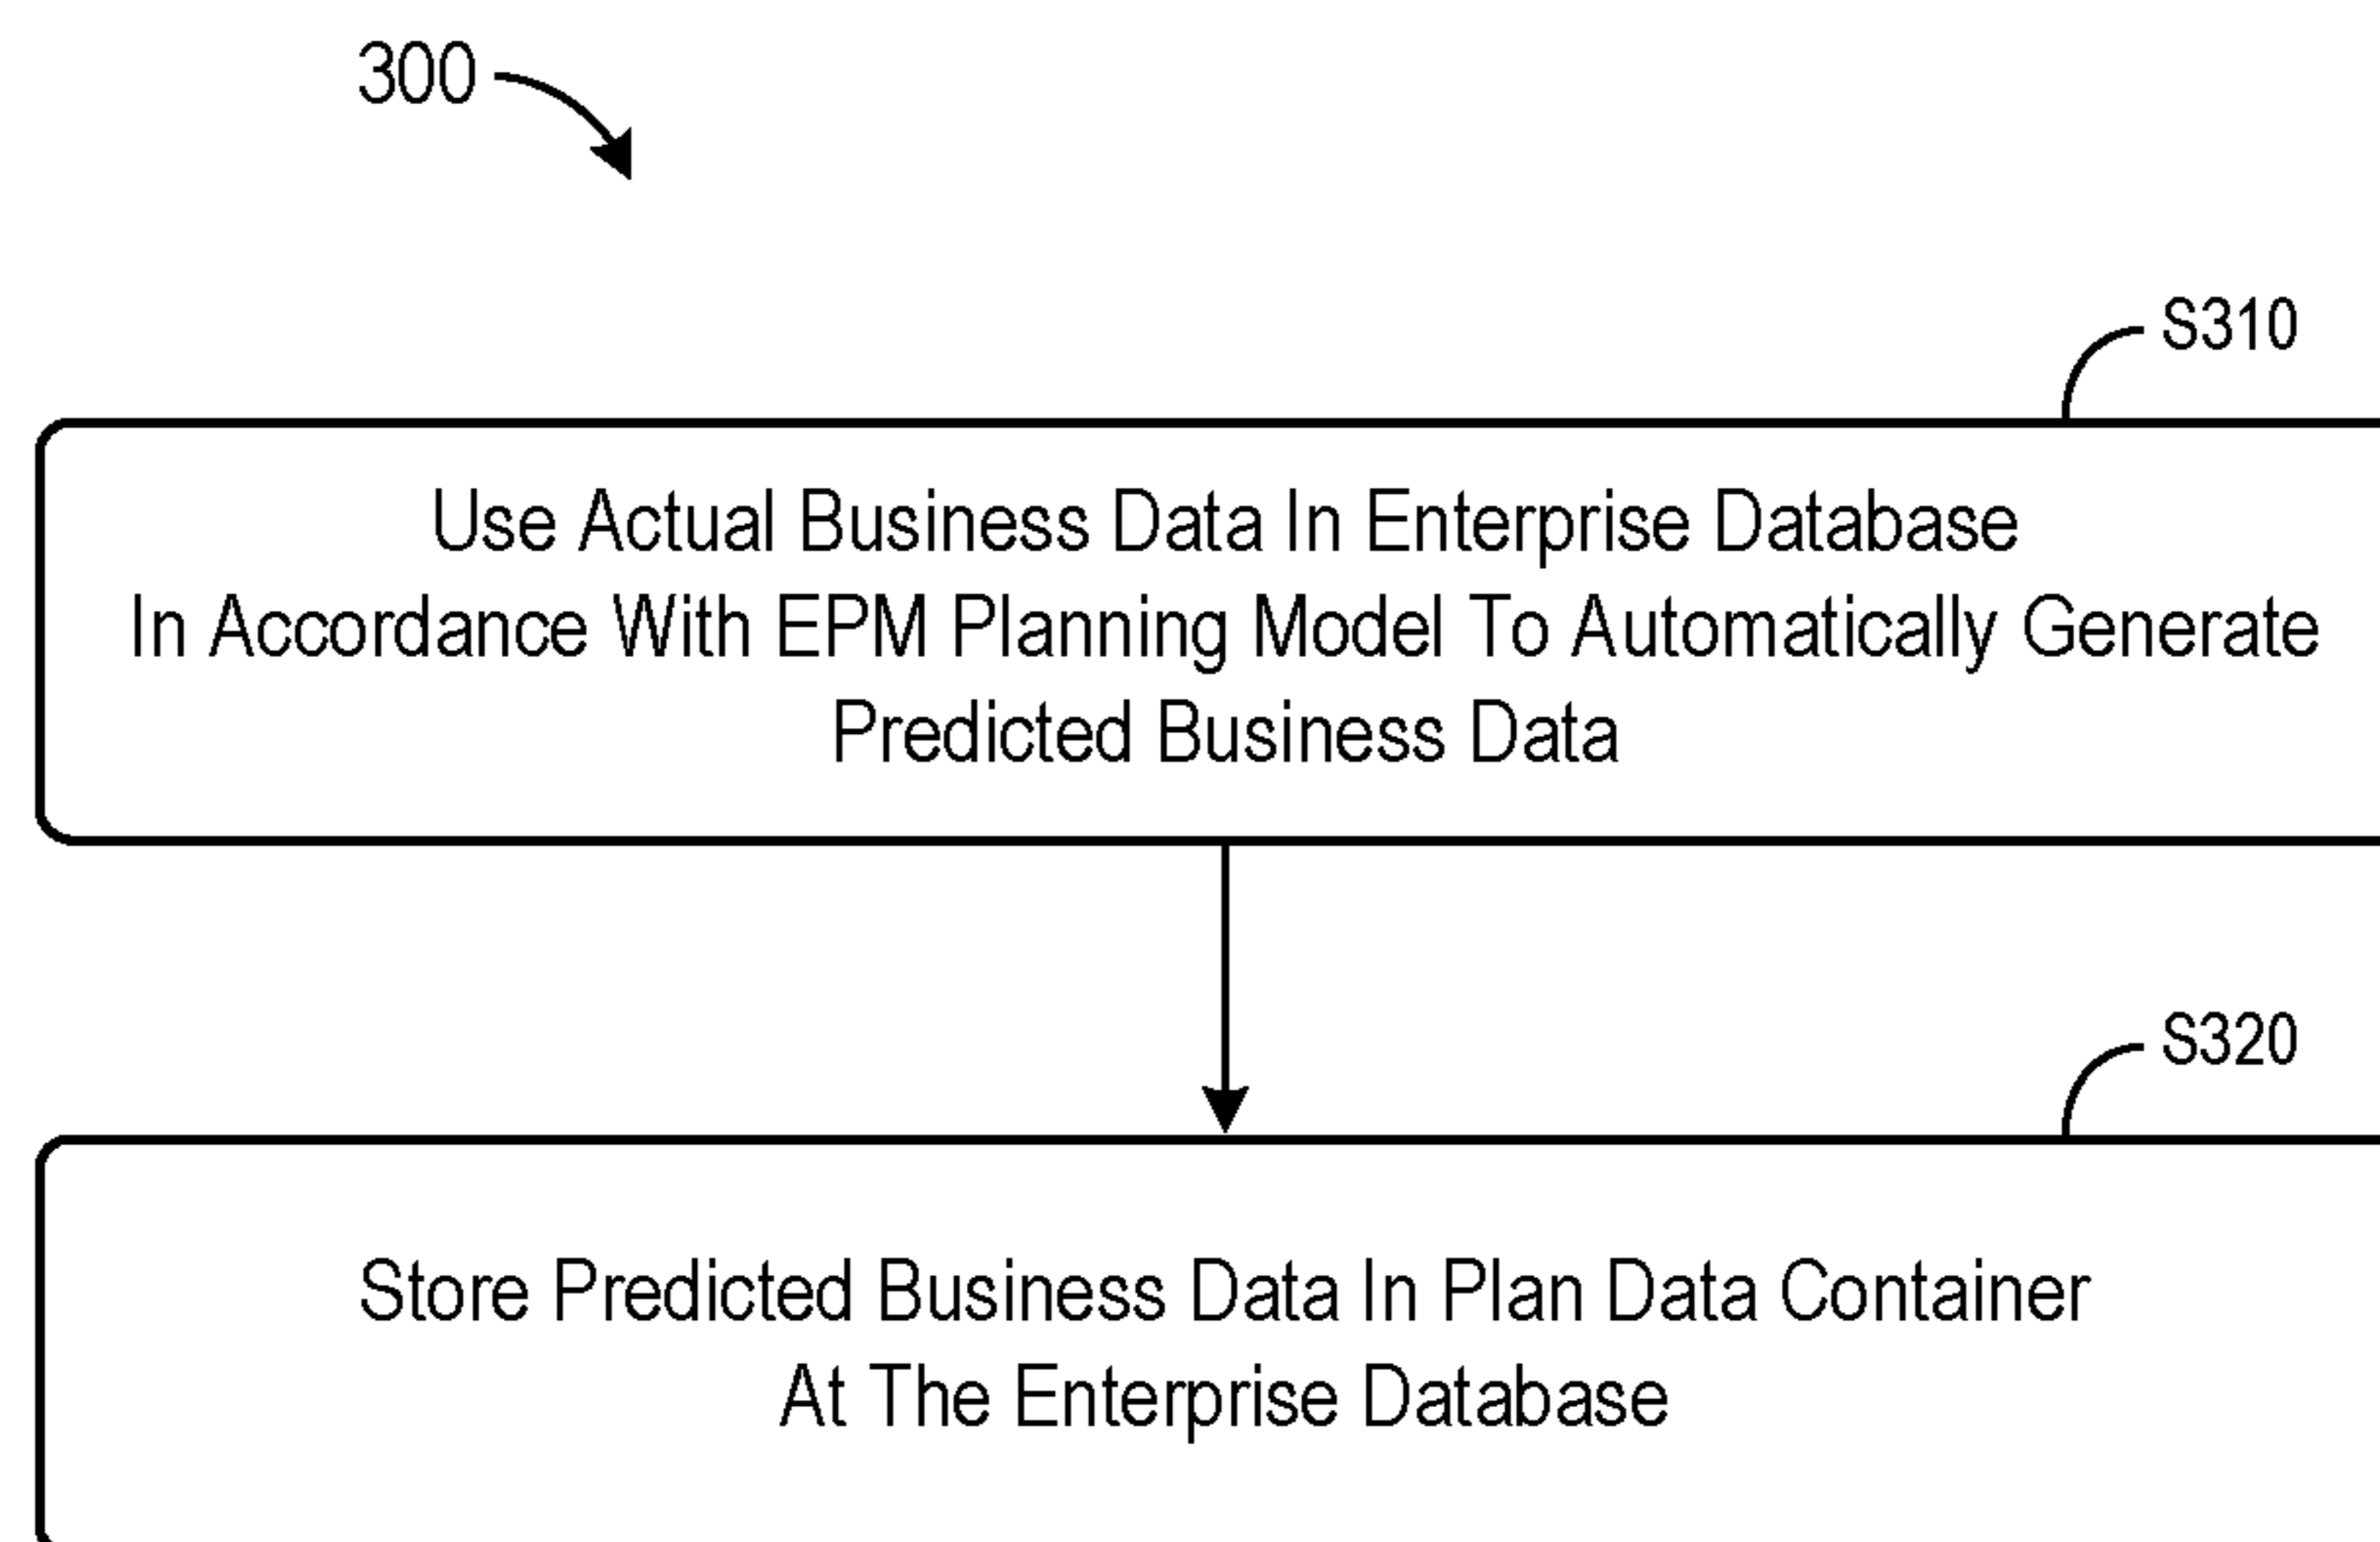 300
S310
Use Actual Business Data In Enterprise Database
In Accordance With EPM Planning Model To Automatically Generate
Predicted Business Data
S320
Store Predicted Business Data In Plan Data Container
At The Enterprise Database